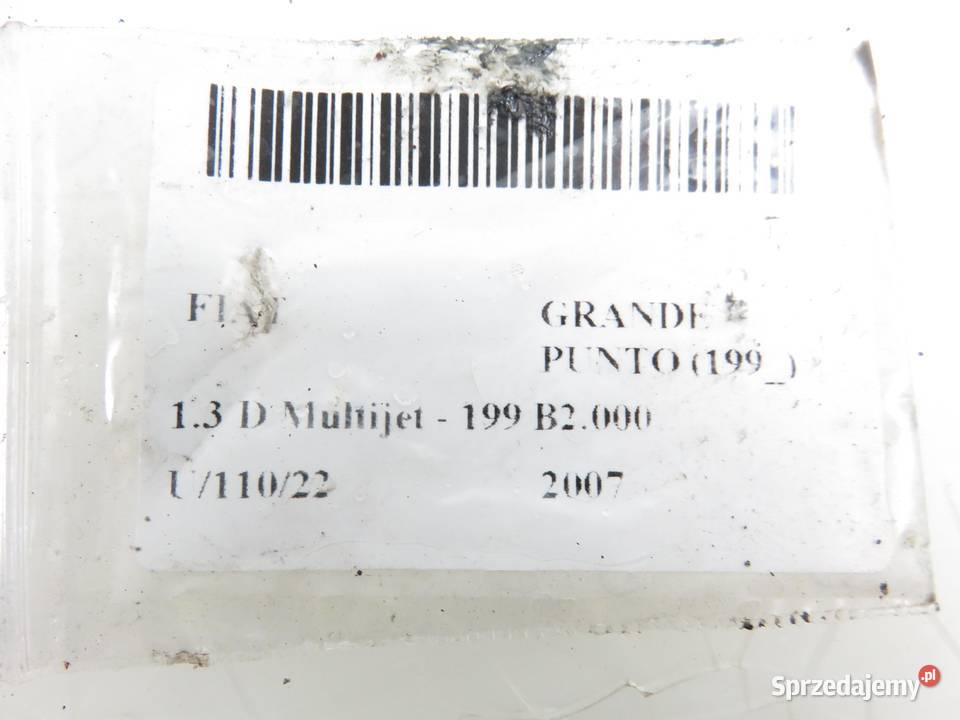 FIAT
GRANDE
PUNTO (199_)
1.3 D Multijet - 199 B2.000
U/110/22
2007
Sprzedajemy.pl